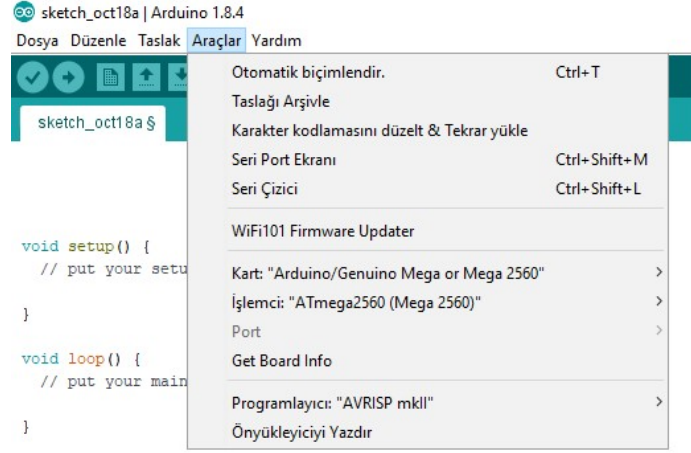 sketch_oct18a | Arduino 1.8.4
Dosya Düzenle Taslak Araçlar Yardım
sketch_oct18a §
Otomatik biçimlendir. Ctrl+T
Taslağı Arşivle
Karakter kodlamasını düzelt & Tekrar yükle
Seri Port Ekranı Ctrl+Shift+M
Seri Çizici Ctrl+Shift+L
WiFi101 Firmware Updater
Kart: "Arduino/Genuino Mega or Mega 2560"
İşlemci: "ATmega2560 (Mega 2560)"
Port
Get Board Info
Programlayıcı: "AVRISP mkII"
Önyükleyiciyi Yazdır
void setup() {
// put your setu
}
void loop() {
// put your main
}